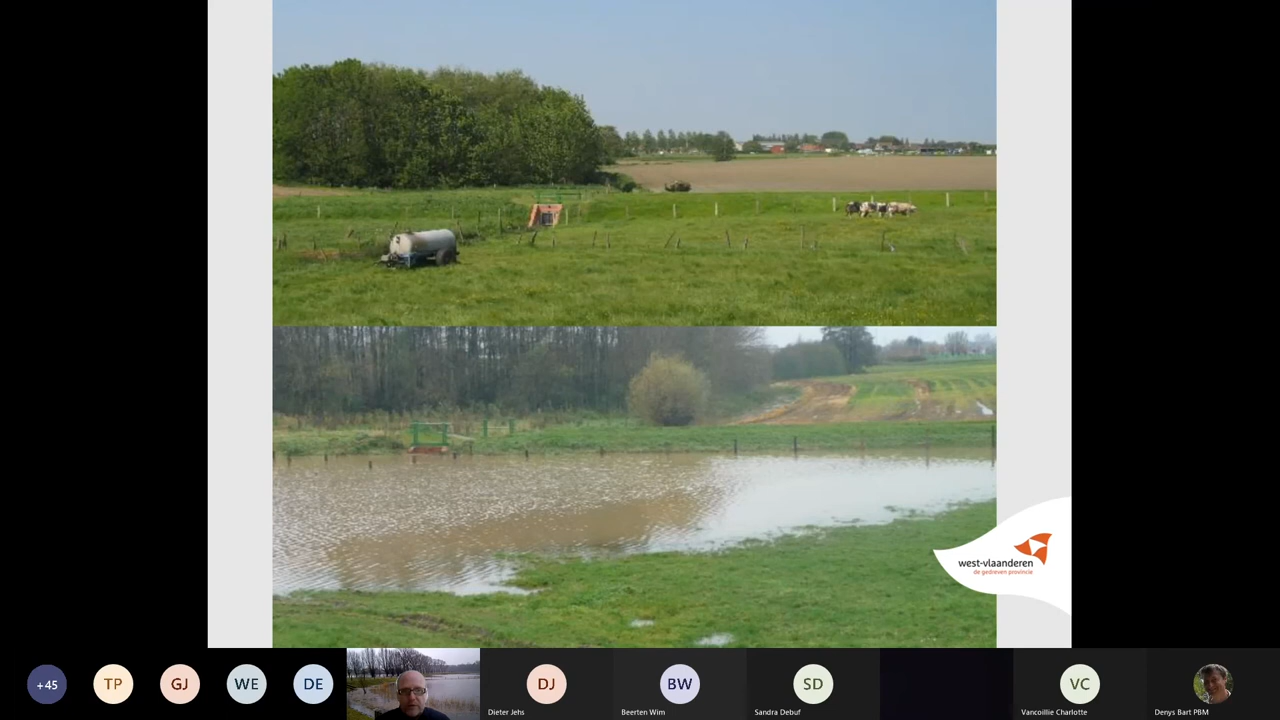 west-vlaanderen
de gedreven provincie
+45
TP
GJ
WE
DE
DJ
Dieter Jehs
BW
Beerten Wim
SD
Sandra Debuf
VC
Vancoillie Charlotte
Denys Bart PBM